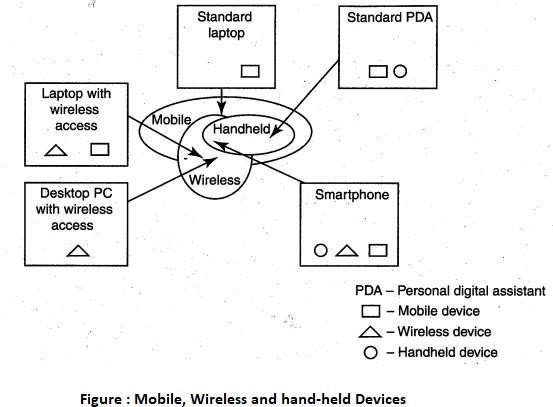 Standard
laptop
Standard PDA
Laptop with
wireless
access
Mobile
Handheld
Wireless
Desktop PC
with wireless
access
Smartphone
PDA – Personal digital assistant
– Mobile device
– Wireless device
– Handheld device
Figure : Mobile, Wireless and hand-held Devices